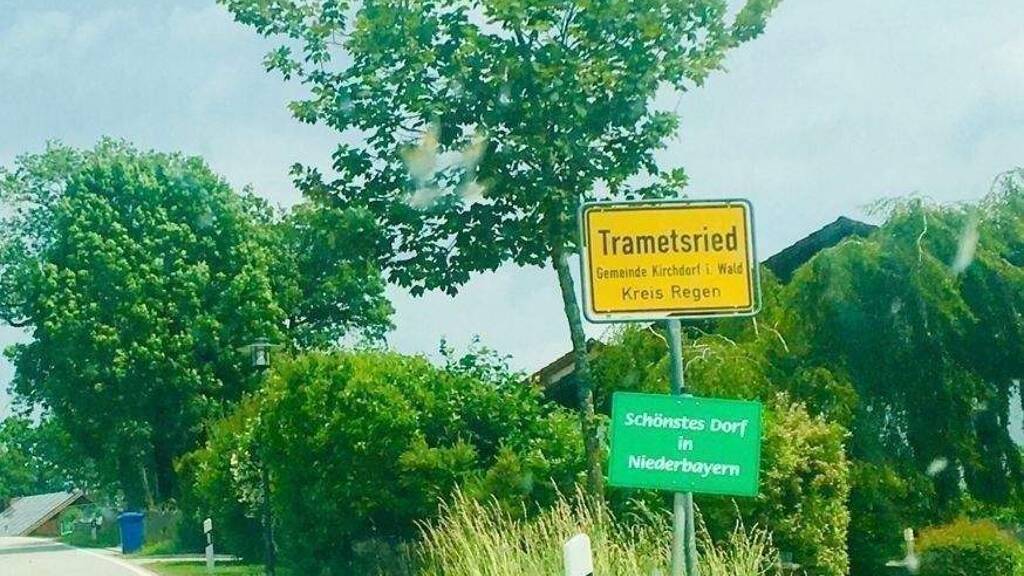 Trametsried
Gemeinde Kirchdorf i. Wald
Kreis Regen
Schönstes Dorf
in
Niederbayern